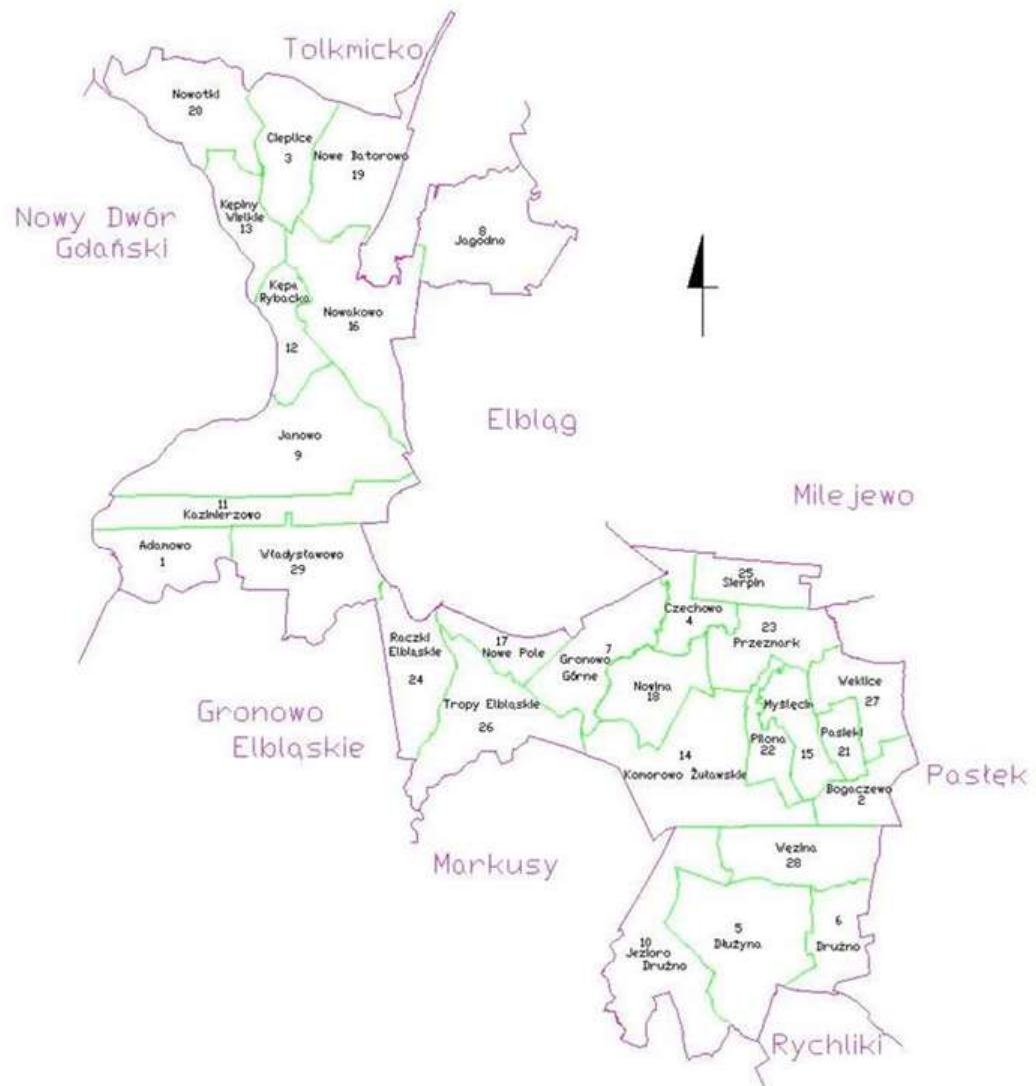 Tolkmicko
Nowotki
20
Cieplice
3
Nowe Batorowo
19
Kępiny
Wielkie
13
Nowy Dwór
Gdański
8
Jagodno
Kępa
Rybacka
12
Nowakowo
16
Elbląg
Janowo
9
Milejewo
11
Kazimierzowo
Adamowo
1
Władysławowo
29
25
Sierpin
Czechowo
4
23
Przezmark
Raczki
Elbląskie
24
17
Nowe Pole
7
Gronowo
Górne
Nowina
18
Myślęcin
15
Weklice
27
Tropy Elbląskie
26
Pilona
22
Pasieki
21
Gronowo
Elbląskie
14
Komorowo Żuławskie
Bogaczewo
2
Pasłęk
Markusy
Węzina
28
5
Dłużyna
6
Drużno
10
Jezioro
Drużno
Rychliki